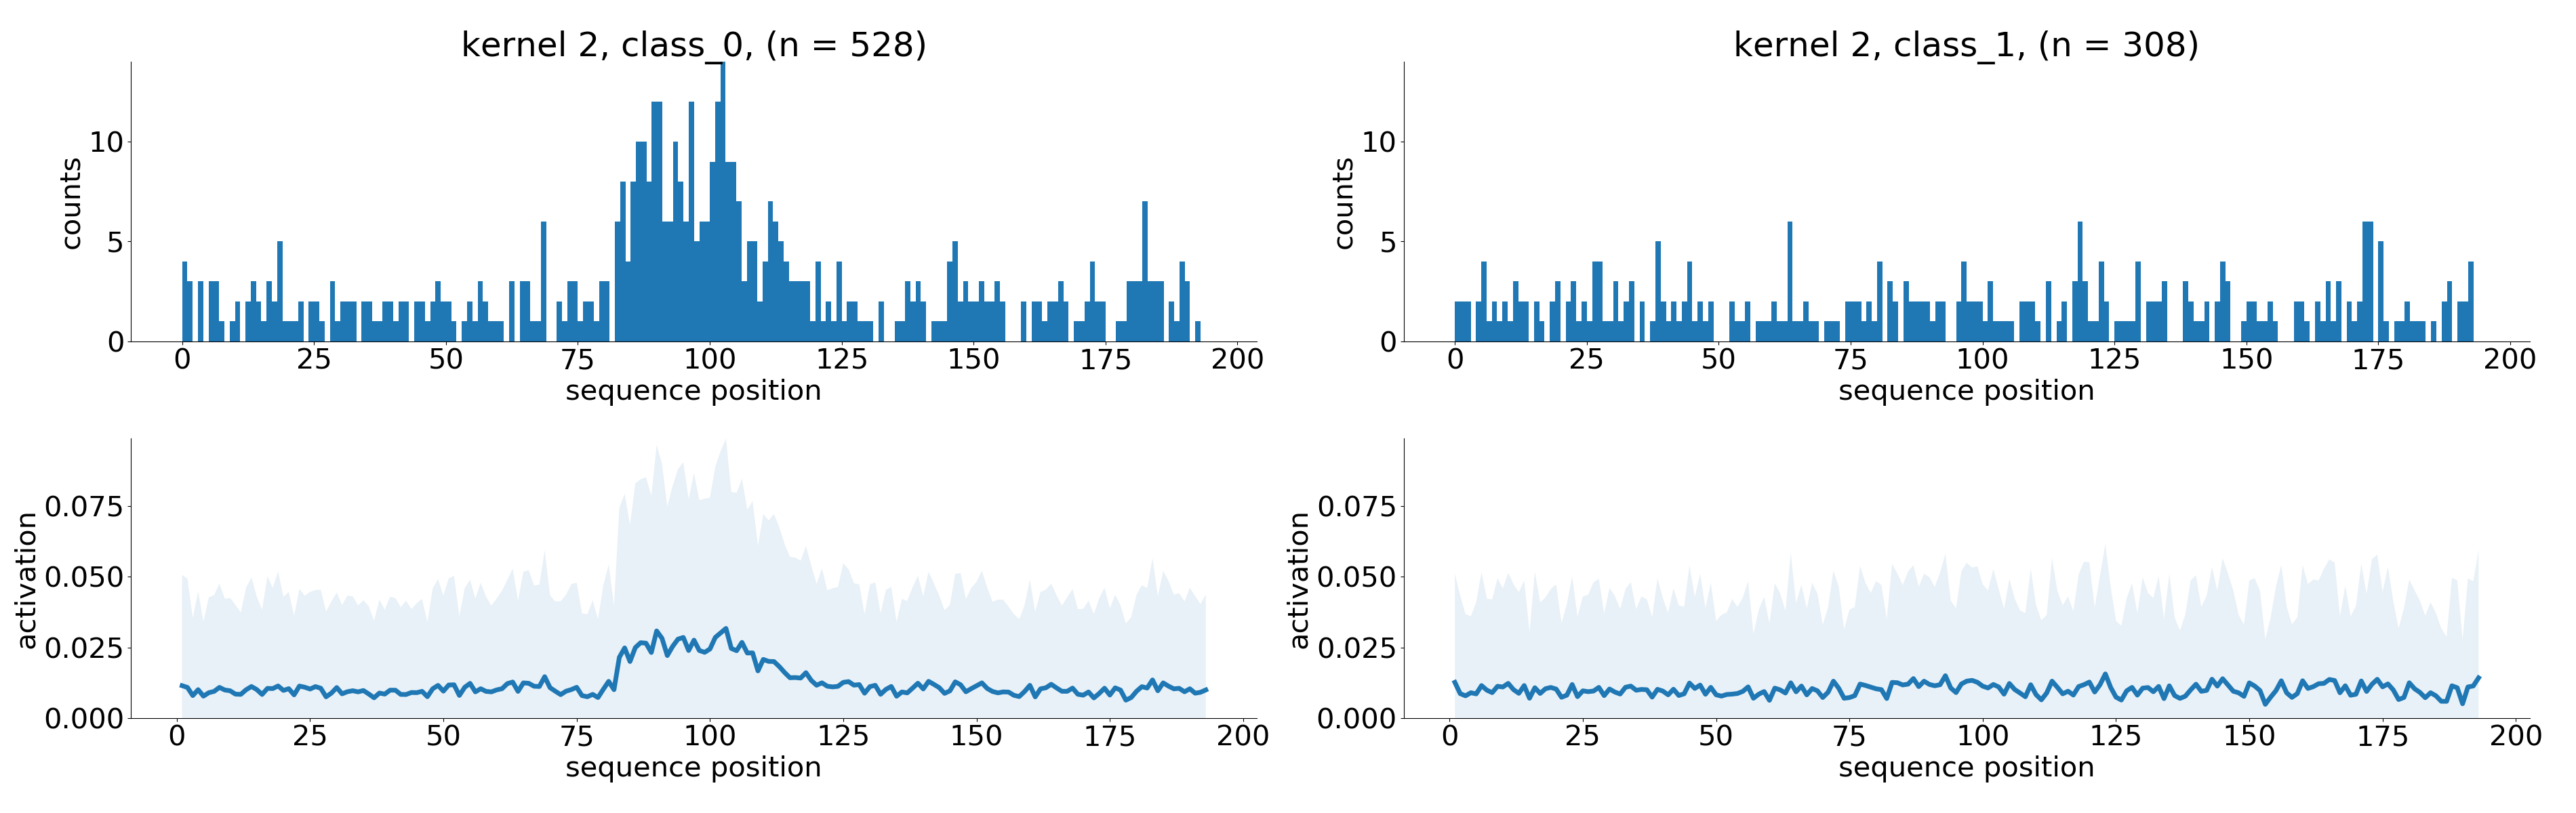 kernel 2, class_0, (n = 528)
kernel 2, class_1, (n = 308)
counts
10
5
0
0 25 50 75 100 125 150 175 200
sequence position
counts
10
5
0
0 25 50 75 100 125 150 175 200
sequence position
activation
0.075
0.050
0.025
0.000
0 25 50 75 100 125 150 175 200
sequence position
activation
0.075
0.050
0.025
0.000
0 25 50 75 100 125 150 175 200
sequence position